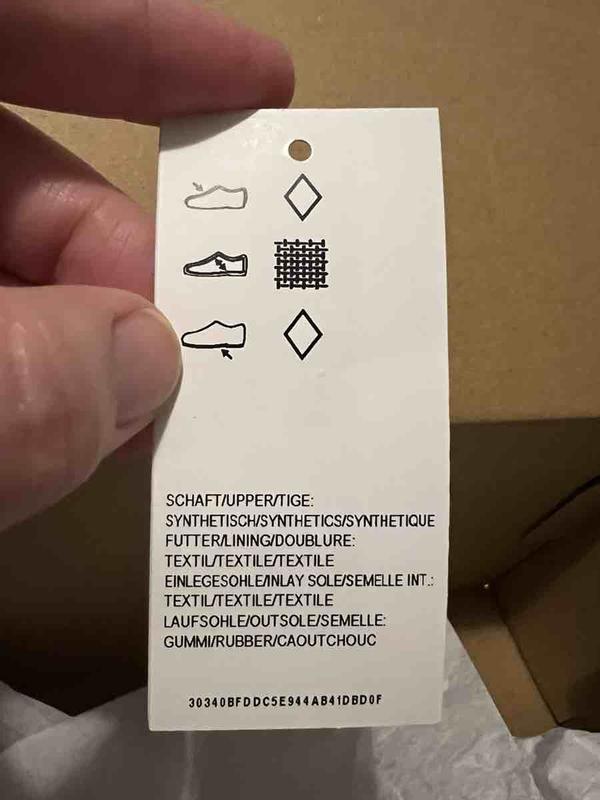 SCHAFT/UPPER/TIGE:
SYNTHETISCH/SYNTHETICS/SYNTHETIQUE
FUTTER/LINING/DOUBLURE:
TEXTIL/TEXTILE/TEXTILE
EINLEGESOHLE/INLAY SOLE/SEMELLE INT.:
TEXTIL/TEXTILE/TEXTILE
LAUFSOHLE/OUTSOLE/SEMELLE:
GUMMI/RUBBER/CAOUTCHOUC
30340BFDDC5E944AB41DBD0F